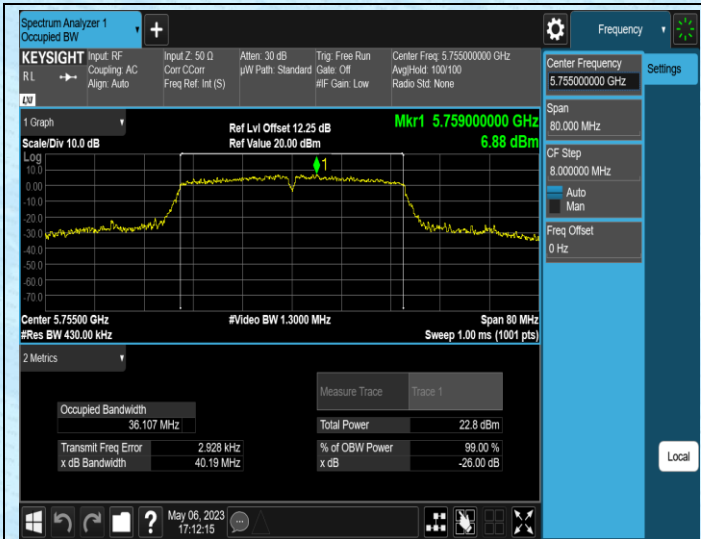 Spectrum Analyzer 1
Occupied BW
+
Frequency
KEYSIGHT
RL
LXI
Input: RF
Coupling: AC
Align: Auto
Input Z: 50 Ω
Corr CCorr
Freq Ref: Int (S)
Atten: 30 dB
µW Path: Standard
Trig: Free Run
Gate: Off
#IF Gain: Low
Center Freq: 5.755000000 GHz
Avg|Hold: 100/100
Radio Std: None
Center Frequency
5.755000000 GHz
Settings
Span
80.000 MHz
CF Step
8.000000 MHz
Auto
Man
Freq Offset
0 Hz
Local
1 Graph
Scale/Div 10.0 dB
Ref Lvl Offset 12.25 dB
Ref Value 20.00 dBm
Mkr1 5.759000000 GHz
6.88 dBm
Log
1
10.0
0.00
-10.0
-20.0
-30.0
-40.0
-50.0
-60.0
-70.0
Center 5.75500 GHz
#Res BW 430.00 kHz
#Video BW 1.3000 MHz
Span 80 MHz
Sweep 1.00 ms (1001 pts)
2 Metrics
Measure Trace Trace 1
Occupied Bandwidth
36.107 MHz
Total Power 22.8 dBm
Transmit Freq Error 2.928 kHz
% of OBW Power 99.00 %
x dB Bandwidth 40.19 MHz
x dB -26.00 dB
?
May 06, 2023
17:12:15